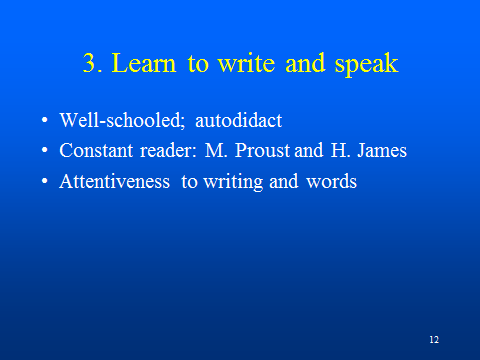 3. Learn to write and speak
• Well-schooled; autodidact
• Constant reader: M. Proust and H. James
• Attentiveness to writing and words
12